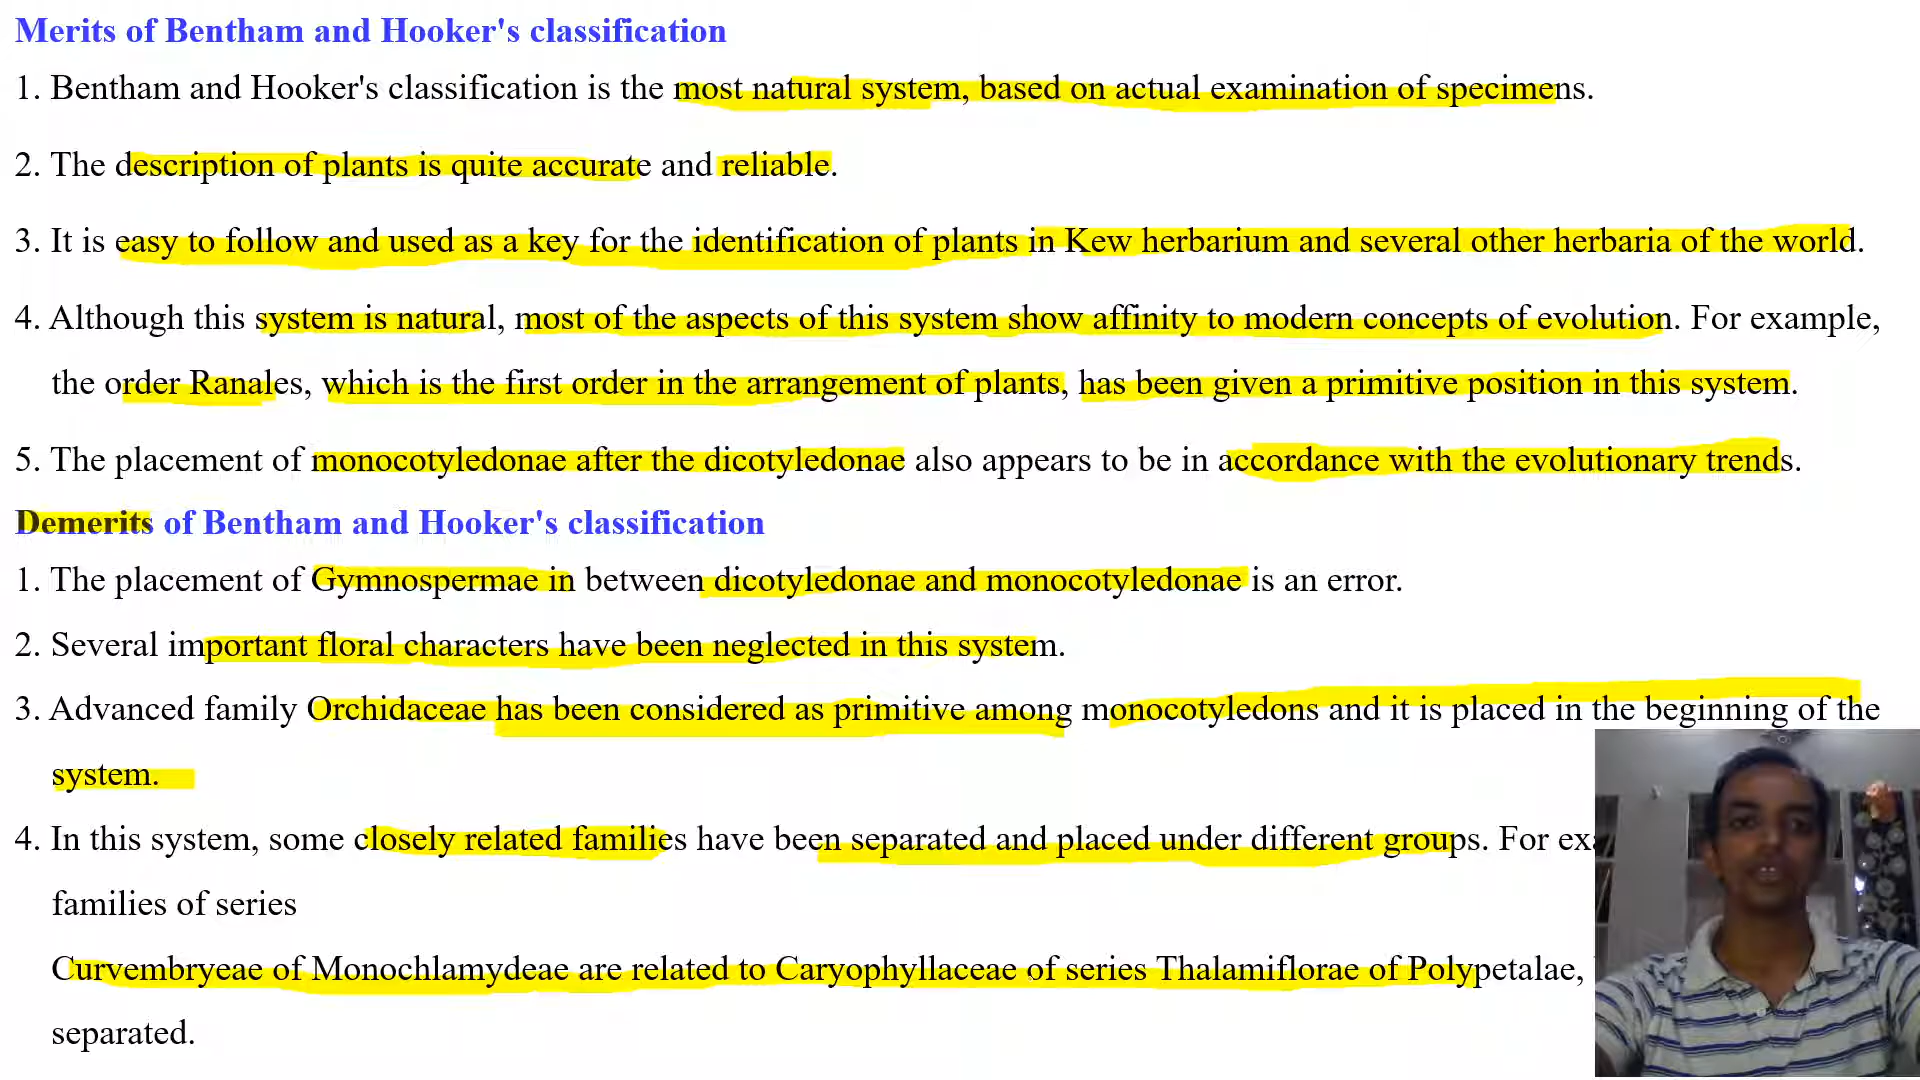 Merits of Bentham and Hooker's classification
1. Bentham and Hooker's classification is the most natural system, based on actual examination of specimens.
2. The description of plants is quite accurate and reliable.
3. It is easy to follow and used as a key for the identification of plants in Kew herbarium and several other herbaria of the world.
4. Although this system is natural, most of the aspects of this system show affinity to modern concepts of evolution. For example,
the order Ranales, which is the first order in the arrangement of plants, has been given a primitive position in this system.
5. The placement of monocotyledonae after the dicotyledonae also appears to be in accordance with the evolutionary trends.
Demerits of Bentham and Hooker's classification
1. The placement of Gymnospermae in between dicotyledonae and monocotyledonae is an error.
2. Several important floral characters have been neglected in this system.
3. Advanced family Orchidaceae has been considered as primitive among monocotyledons and it is placed in the beginning of the
system.
4. In this system, some closely related families have been separated and placed under different groups. For
families of series
Curvembryeae of Monochlamydeae are related to Caryophyllaceae of series Thalamiflorae of Polypetalae,
separated.